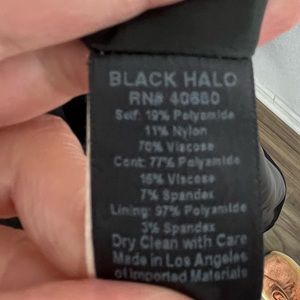 BLACK HALO
RN# 40680
Self: 19% Polyamide
11% Nylon
70% Viscose
Cont: 77% Polyamide
16% Viscose
7% Spandex
Lining: 97% Polyamide
3% Spandex
Dry Clean with Care
Made in Los Angeles
of Imported Materials